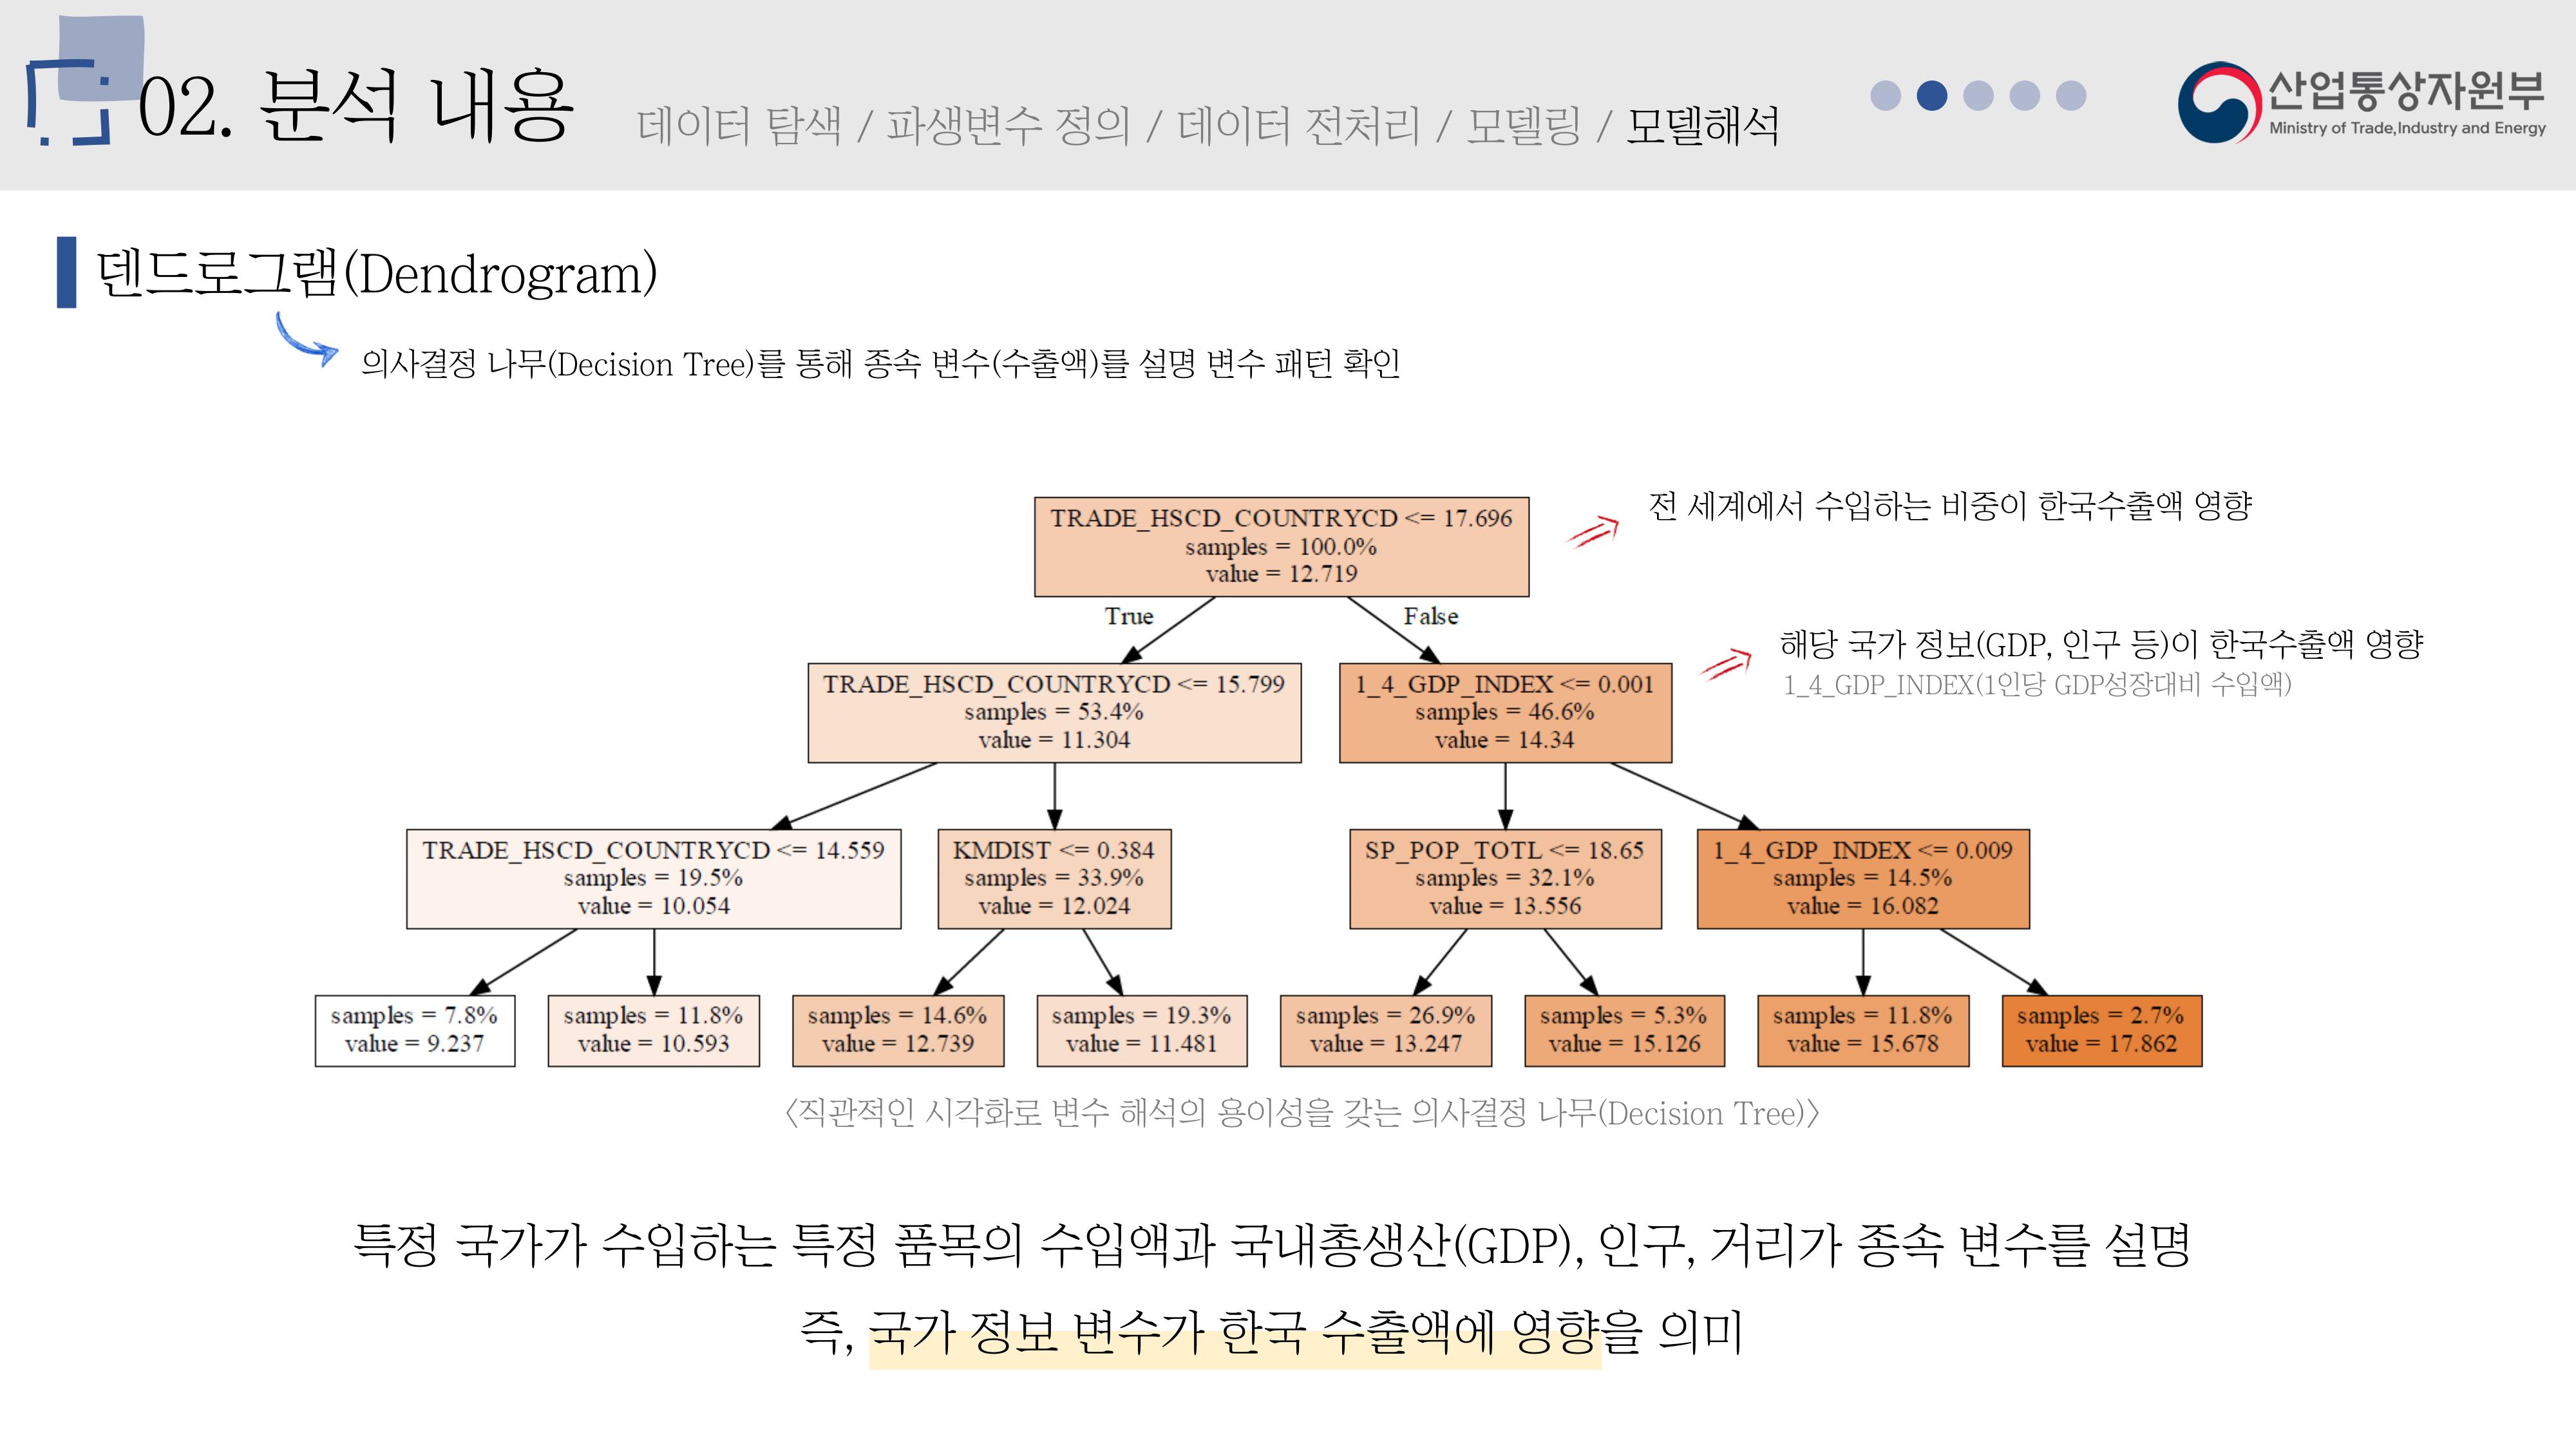 02. 분석 내용
데이터 탐색 / 파생변수 정의 / 데이터 전처리 / 모델링 / 모델해석
산업통상자원부
Ministry of Trade,Industry and Energy
덴드로그램(Dendrogram)
의사결정 나무(Decision Tree)를 통해 종속 변수(수출액)를 설명 변수 패턴 확인
TRADE_HSCD_COUNTRYCD <= 17.696
samples = 100.0%
value = 12.719
전 세계에서 수입하는 비중이 한국수출액 영향
True
False
TRADE_HSCD_COUNTRYCD <= 15.799
samples = 53.4%
value = 11.304
1_4_GDP_INDEX <= 0.001
samples = 46.6%
value = 14.34
해당 국가 정보(GDP, 인구 등)이 한국수출액 영향
1_4_GDP_INDEX(1인당 GDP성장대비 수입액)
TRADE_HSCD_COUNTRYCD <= 14.559
samples = 19.5%
value = 10.054
KMDIST <= 0.384
samples = 33.9%
value = 12.024
SP_POP_TOTL <= 18.65
samples = 32.1%
value = 13.556
1_4_GDP_INDEX <= 0.009
samples = 14.5%
value = 16.082
samples = 7.8%
value = 9.237
samples = 11.8%
value = 10.593
samples = 14.6%
value = 12.739
samples = 19.3%
value = 11.481
samples = 26.9%
value = 13.247
samples = 5.3%
value = 15.126
samples = 11.8%
value = 15.678
samples = 2.7%
value = 17.862
〈직관적인 시각화로 변수 해석의 용이성을 갖는 의사결정 나무(Decision Tree)〉
특정 국가가 수입하는 특정 품목의 수입액과 국내총생산(GDP), 인구, 거리가 종속 변수를 설명
즉, 국가 정보 변수가 한국 수출액에 영향을 의미